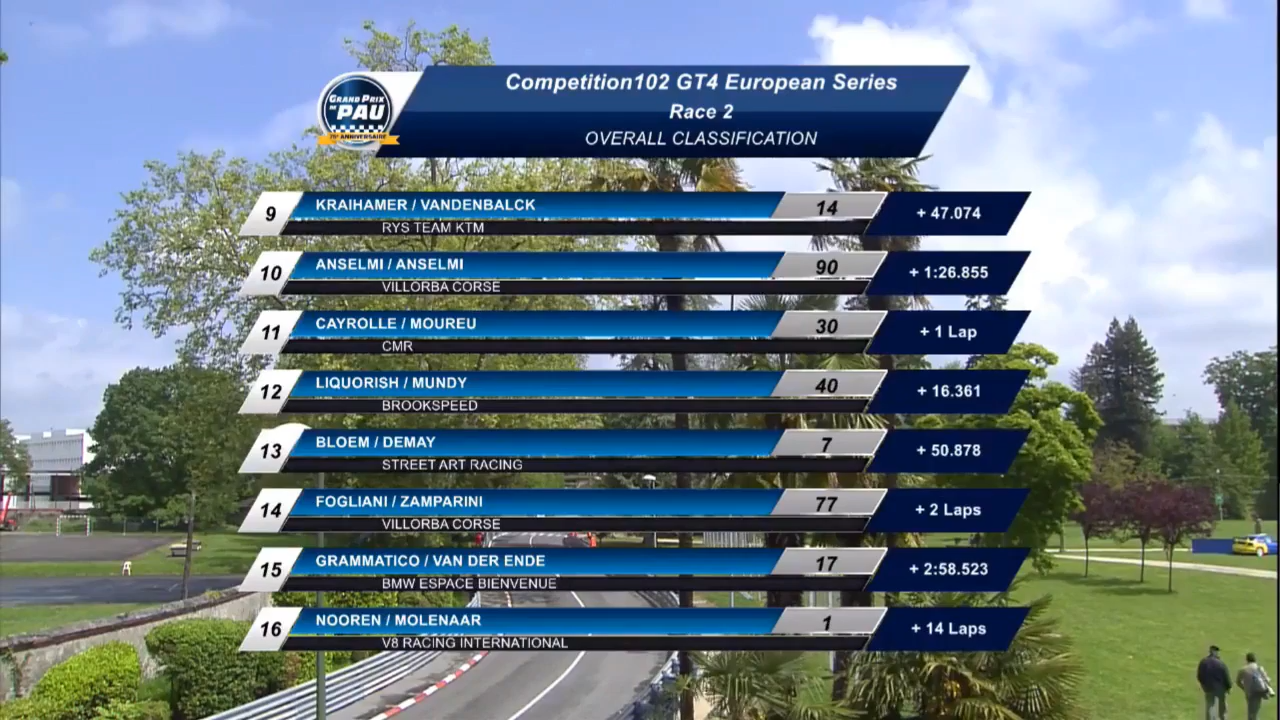 Competition102 GT4 European Series
Race 2
OVERALL CLASSIFICATION
GRAND PRIX
DE PAU
75E ANNIVERSAIRE
9 KRAIHAMER / VANDENBALCK 14 + 47.074
RYS TEAM KTM
10 ANSELMI / ANSELMI 90 + 1:26.855
VILLORBA CORSE
11 CAYROLLE / MOUREU 30 + 1 Lap
CMR
12 LIQUORISH / MUNDY 40 + 16.361
BROOKSPEED
13 BLOEM / DEMAY 7 + 50.878
STREET ART RACING
14 FOGLIANI / ZAMPARINI 77 + 2 Laps
VILLORBA CORSE
15 GRAMMATICO / VAN DER ENDE 17 + 2:58.523
BMW ESPACE BIENVENUE
16 NOOREN / MOLENAAR 1 + 14 Laps
V8 RACING INTERNATIONAL